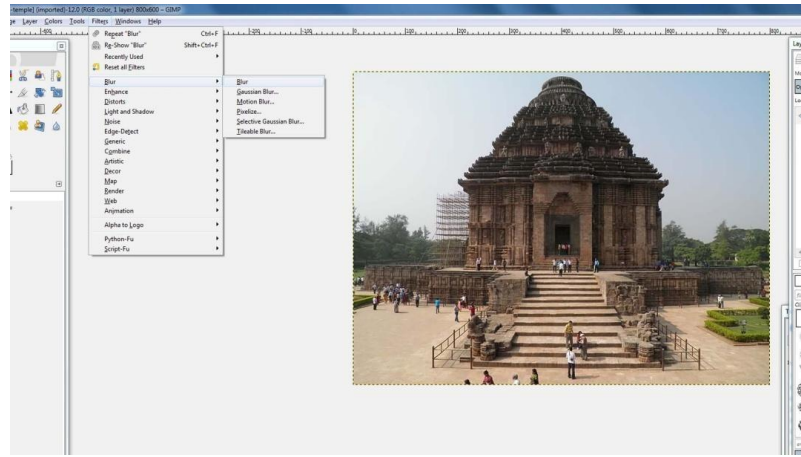 -temple] (imported)-12.0 (RGB color, 1 layer) 800x600 – GIMP
ge Layer Colors Tools Filters Windows Help
Repeat "Blur" Ctrl+F
Re-Show "Blur" Shift+Ctrl+F
Recently Used
Reset all Filters
Blur
Enhance
Distorts
Light and Shadow
Noise
Edge-Detect
Generic
Combine
Artistic
Decor
Map
Render
Web
Animation
Alpha to Logo
Python-Fu
Script-Fu
Blur
Gaussian Blur...
Motion Blur...
Pixelize...
Selective Gaussian Blur...
Tileable Blur...